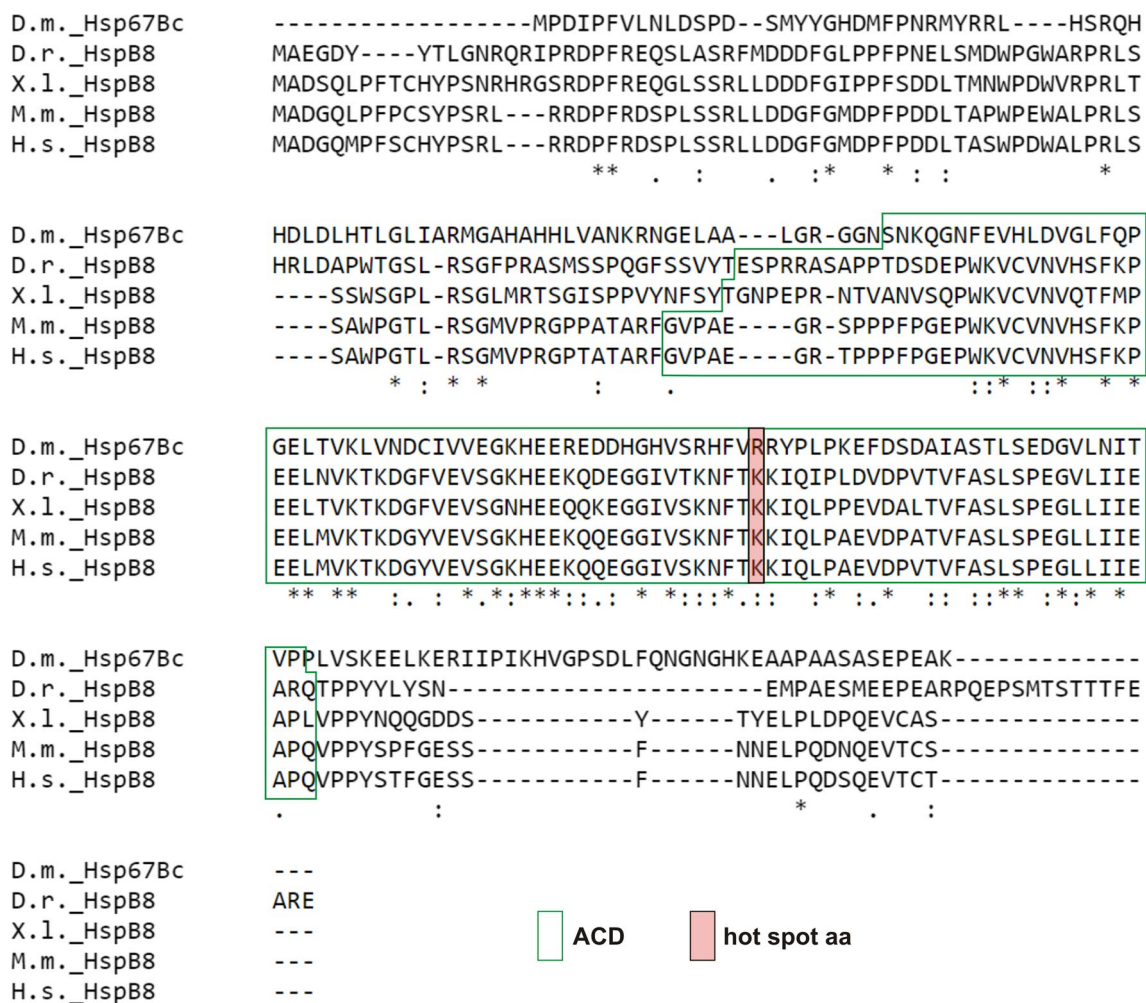 D.m._Hsp67Bc ------------------MPDIPFVLNLDSPD--SMYYGHDMFPNRMYRRL----HSRQH
D.r._HspB8 MAEGDY----YTLGNRQRIPRDPFREQSLASRFMDDDFGLPPFPNELSMDWPGWARPRLS
X.l._HspB8 MADSQLPFTCHYPSNRHRGSRDPFREQGLSSRLLDDDFGIPPFSDDLTMNWPDWVRPRLT
M.m._HspB8 MADGQLPFPCSYPSRL---RRDPFRDSPLSSRLLDDGFGMDPFPDDLTAPWPEWALPRLS
H.s._HspB8 MADGQMPFSCHYPSRL---RRDPFRDSPLSSRLLDDGFGMDPFPDDLTASWPDWALPRLS
** . : . :* * : : *
D.m._Hsp67Bc HDLDLHTLGLIARMGAHAHHLVANKRNGELAA---LGR-GGNSNKQGNFEVHLDVGLFQP
D.r._HspB8 HRLDAPWTGSL-RSGFPRASMSSPQGFSSVYTESPRRASAPPTDSDEPWKVCVNVHSFKP
X.l._HspB8 ----SSWSGPL-RSGLMRTSGISPPVYNFSYTGNPEPR-NTVANVSQPWKVCVNVQTFMP
M.m._HspB8 ----SAWPGTL-RSGMVPRGPPATARFGVPAE----GR-SPPPFPGEPWKVCVNVHSFKP
H.s._HspB8 ----SAWPGTL-RSGMVPRGPTATARFGVPAE----GR-TPPPFPGEPWKVCVNVHSFKP
* : * * : . ::* ::* * *
D.m._Hsp67Bc GELTVKLVNDCIVVEGKHEEREDDHGHVSRHFVRRYPLPKEFDSDAIASTLSEDGVLNIT
D.r._HspB8 EELNVKTKDGFVEVSGKHEEKQDEGGIVTKNFTKKIQIPLDVDPVTVFASLSPEGVLIIE
X.l._HspB8 EELTVKTKDGFVEVSGNHEEQQKEGGIVSKNFTKKIQLPPEVDALTVFASLSPEGLLIIE
M.m._HspB8 EELMVKTKDGYVEVSGKHEEKQQEGGIVSKNFTKKIQLPAEVDPATVFASLSPEGLLIIE
H.s._HspB8 EELMVKTKDGYVEVSGKHEEKQQEGGIVSKNFTKKIQLPAEVDPVTVFASLSPEGLLIIE
** ** :. : *.*:***::.: * *:::*.:: :* :.* :: ::** :*:* *
D.m._Hsp67Bc VPPLVSKEELKERIIPIKHVGPSDLFQNGNGHKEAAPAASASEPEAK-------------
D.r._HspB8 ARQTPPYYLYSN----------------------EMPAESMEEPEARPQEPSMTSTTTFE
X.l._HspB8 APLVPPYNQQGDDS-----------Y------TYELPLDPQEVCAS--------------
M.m._HspB8 APQVPPYSPFGESS-----------F------NNELPQDNQEVTCS--------------
H.s._HspB8 APQVPPYSTFGESS-----------F------NNELPQDSQEVTCT--------------
. : * . :
D.m._Hsp67Bc ---
D.r._HspB8 ARE
X.l._HspB8 ---
M.m._HspB8 ---
H.s._HspB8 ---
ACD
hot spot aa